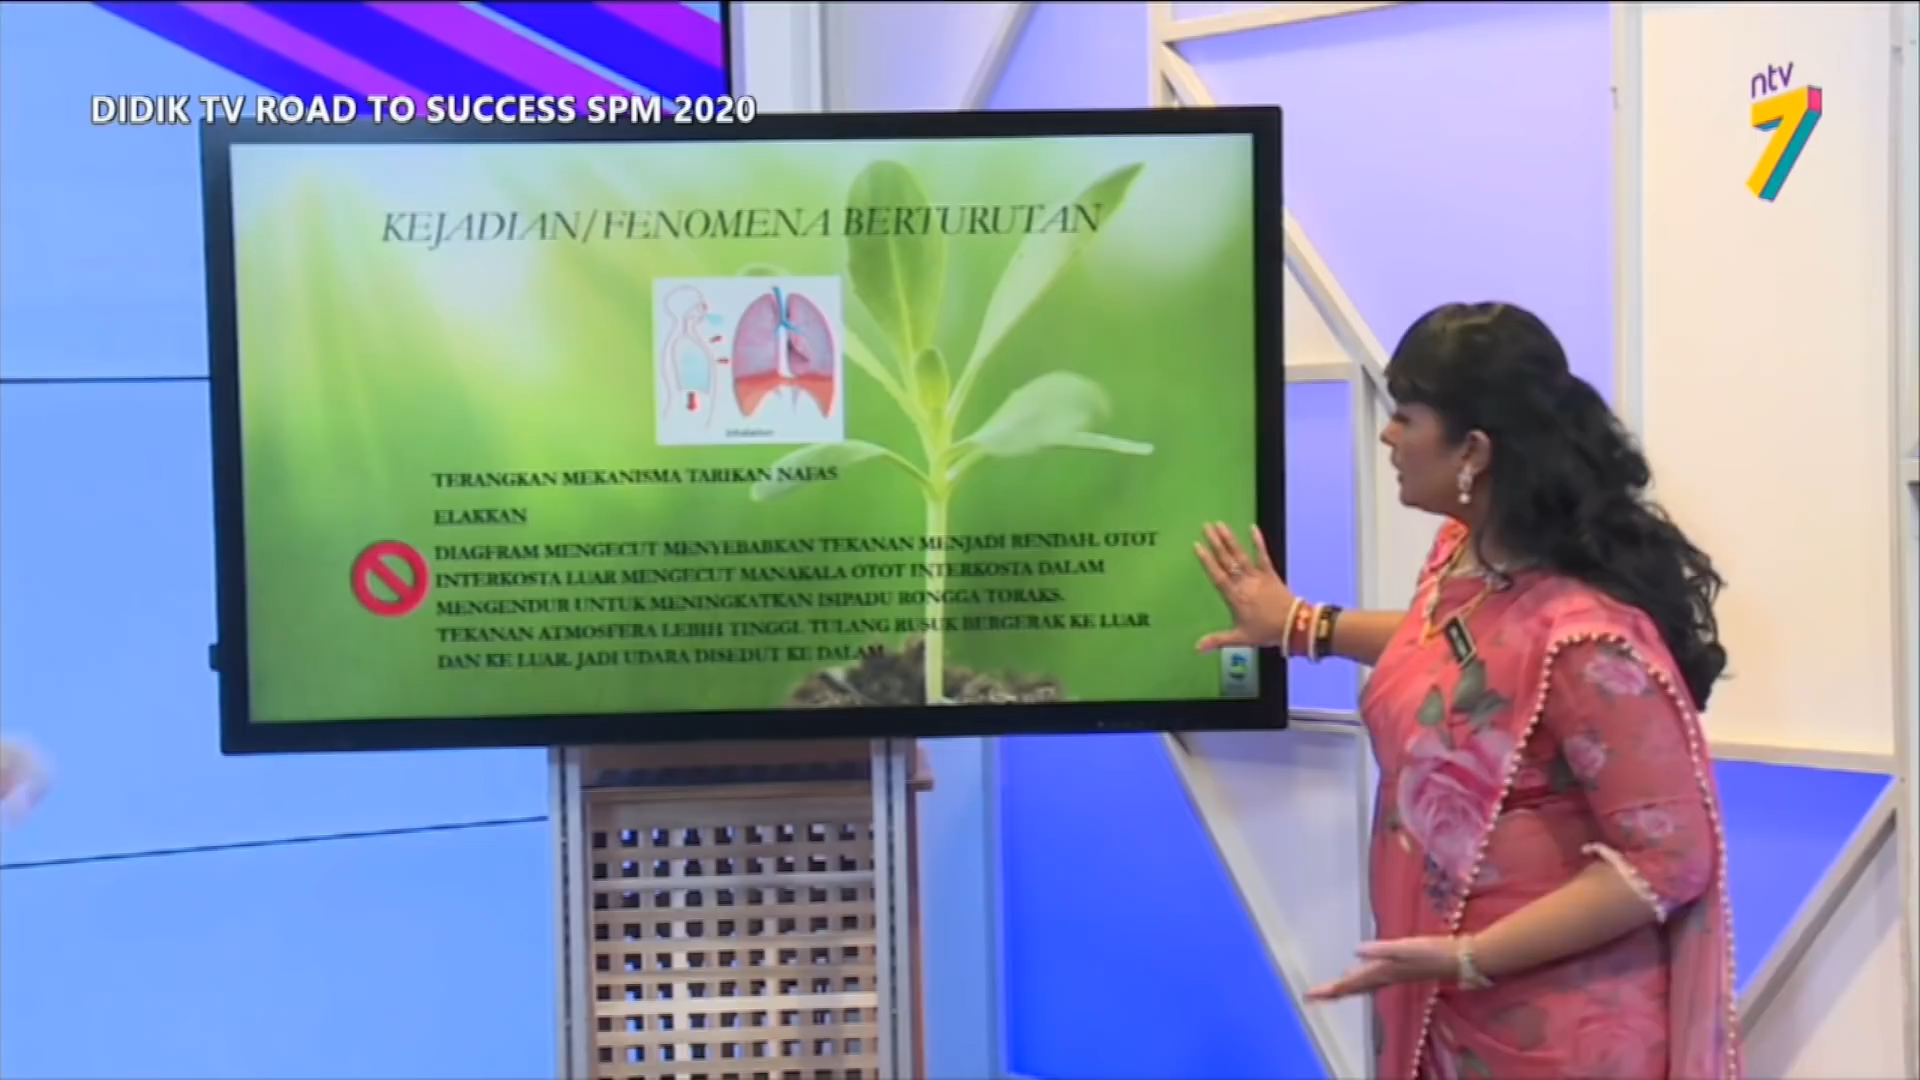 DIDIK TV ROAD TO SUCCESS SPM 2020
ntv
7
KEJADIAN/FENOMENA BERTURUTAN
Inhalation
TERANGKAN MEKANISMA TARIKAN NAFAS
ELAKKAN
DIAGFRAM MENGECUT MENYEBABKAN TEKANAN MENJADI RENDAH. OTOT
INTERKOSTA LUAR MENGECUT MANAKALA OTOT INTERKOSTA DALAM
MENGENDUR UNTUK MENINGKATKAN ISIPADU RONGGA TORAKS.
TEKANAN ATMOSFERA LEBIH TINGGI. TULANG RUSUK BERGERAK KE LUAR
DAN KE LUAR. JADI UDARA DISEDUT KE DALAM